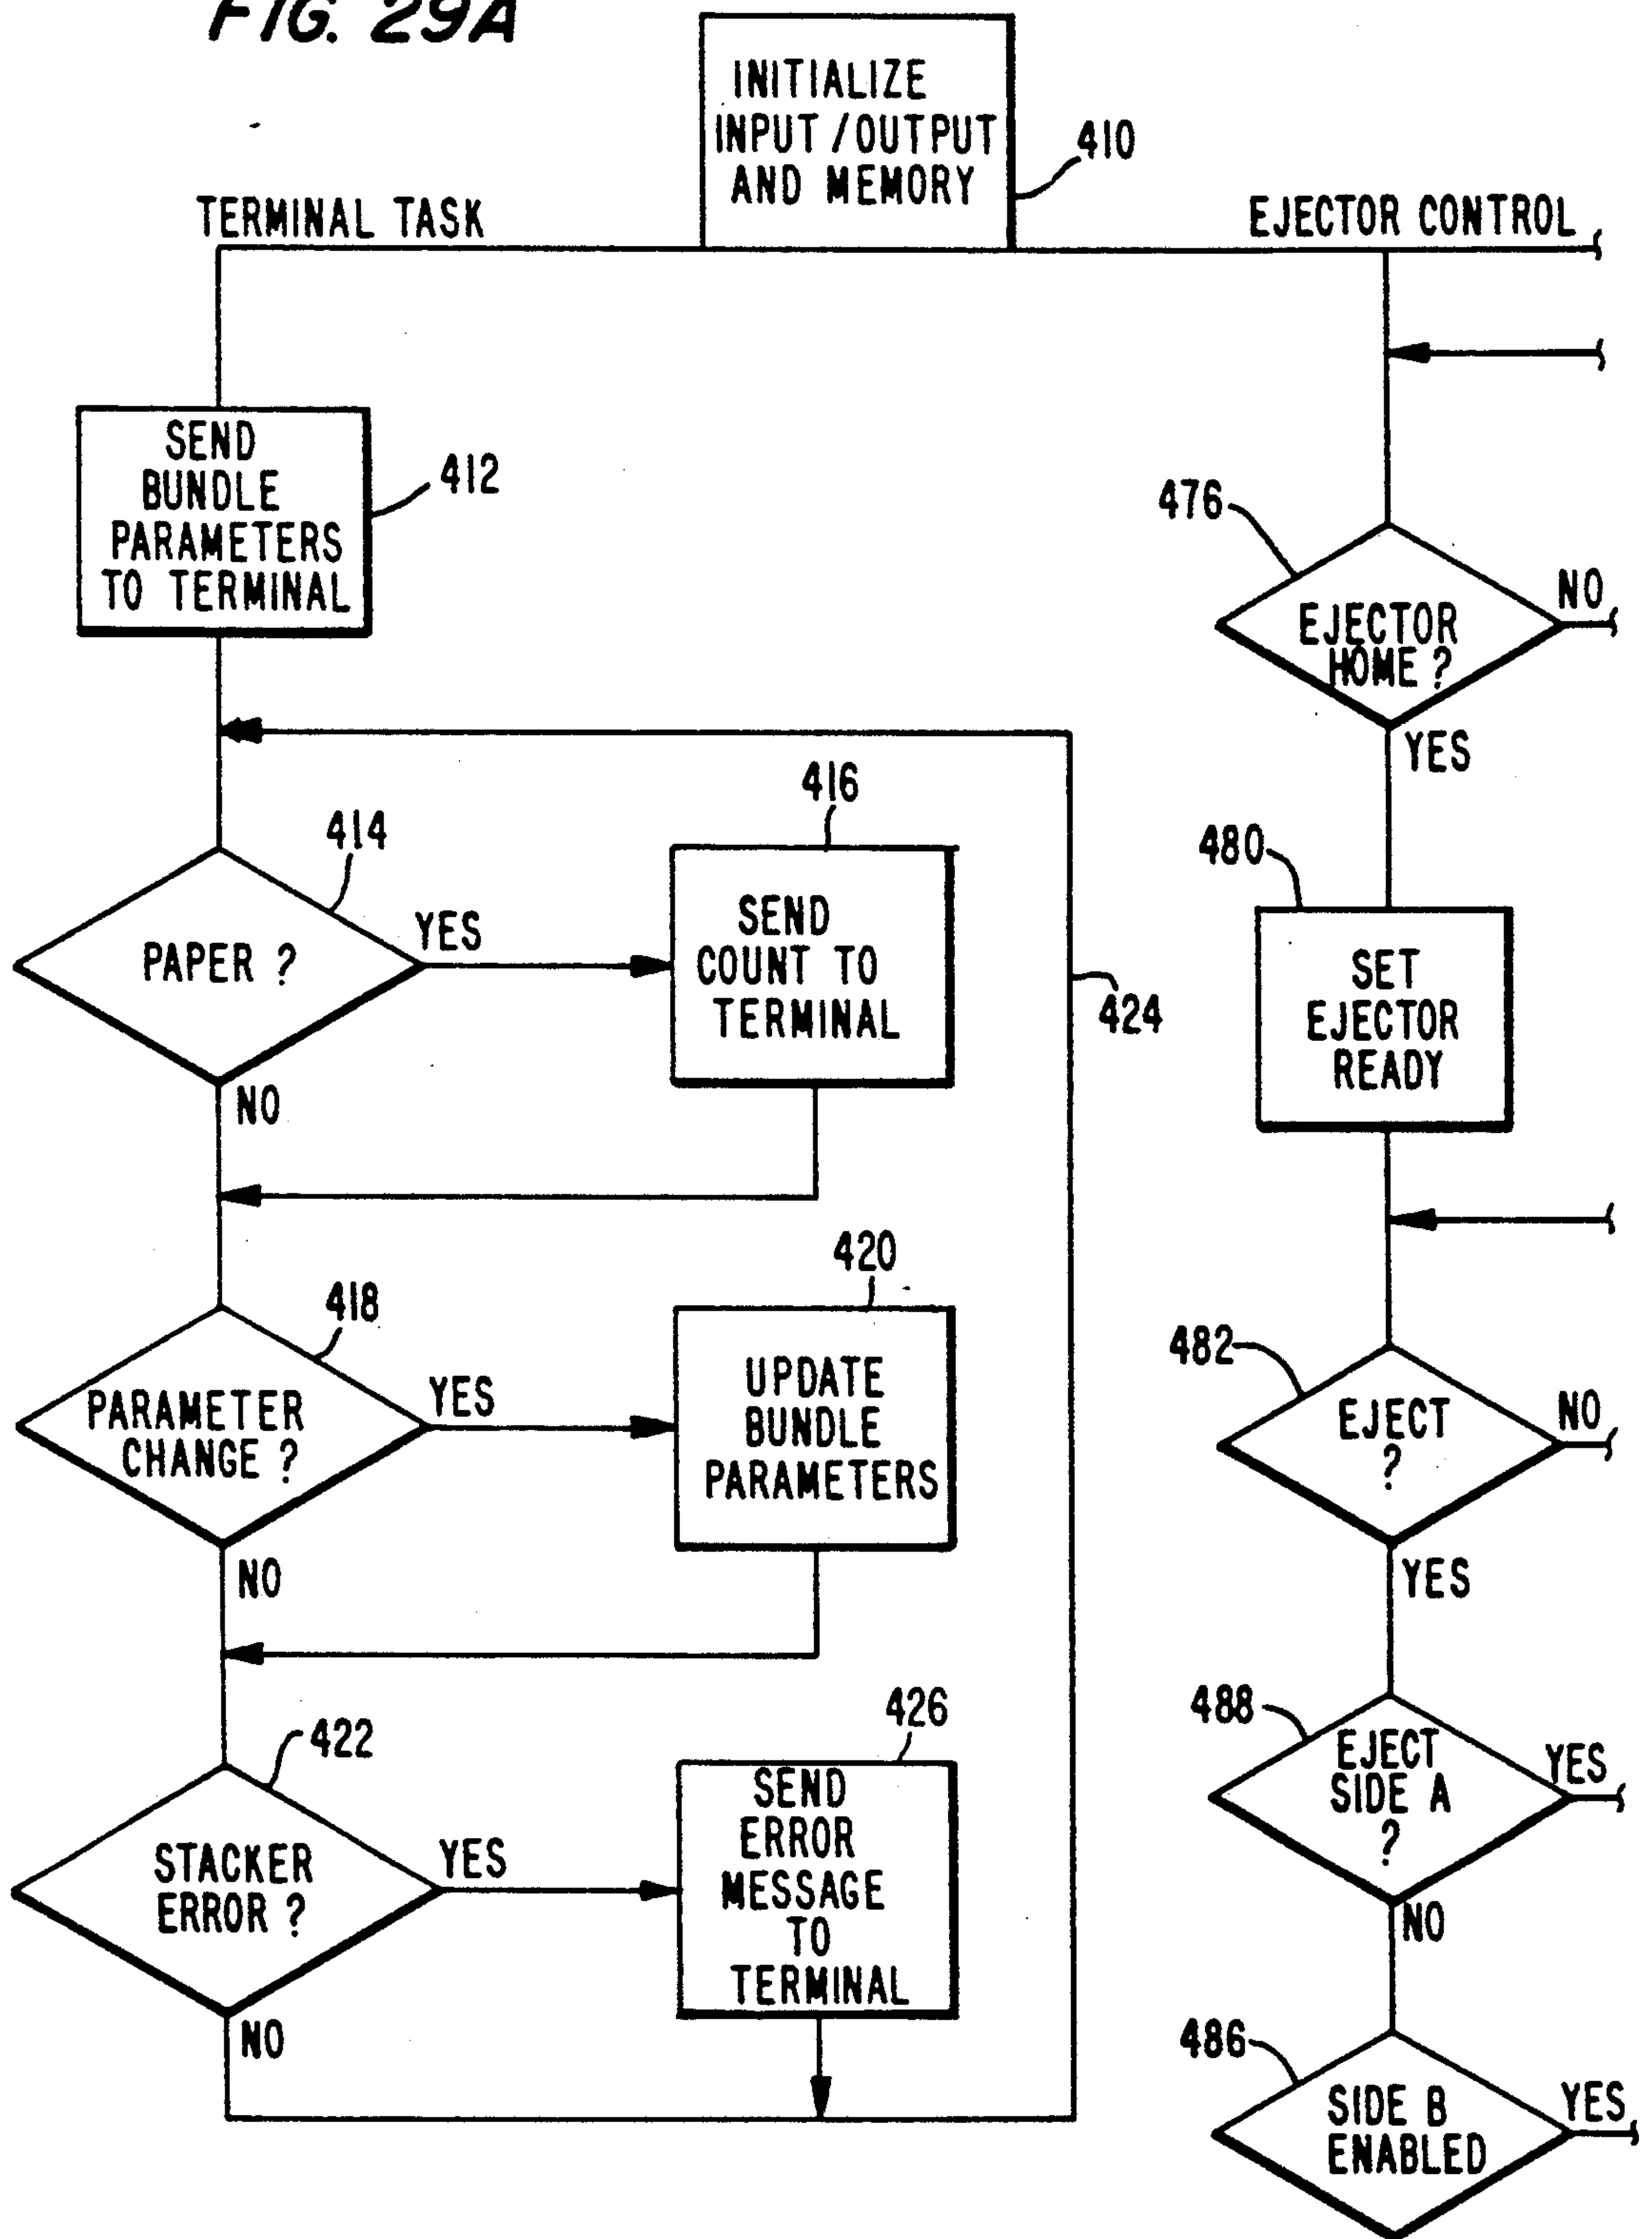 FIG. 29A
INITIALIZE
INPUT / OUTPUT
AND MEMORY
410
TERMINAL TASK
EJECTOR CONTROL
SEND
BUNDLE
PARAMETERS
TO TERMINAL
412
414
PAPER ?
YES
NO
416
SEND
COUNT TO
TERMINAL
424
418
PARAMETER
CHANGE ?
YES
NO
420
UPDATE
BUNDLE
PARAMETERS
422
STACKER
ERROR ?
YES
NO
426
SEND
ERROR
MESSAGE
TO
TERMINAL
476
EJECTOR
HOME ?
NO
YES
480
SET
EJECTOR
READY
482
EJECT
?
NO
YES
488
EJECT
SIDE A
?
YES
NO
486
SIDE B
ENABLED
YES